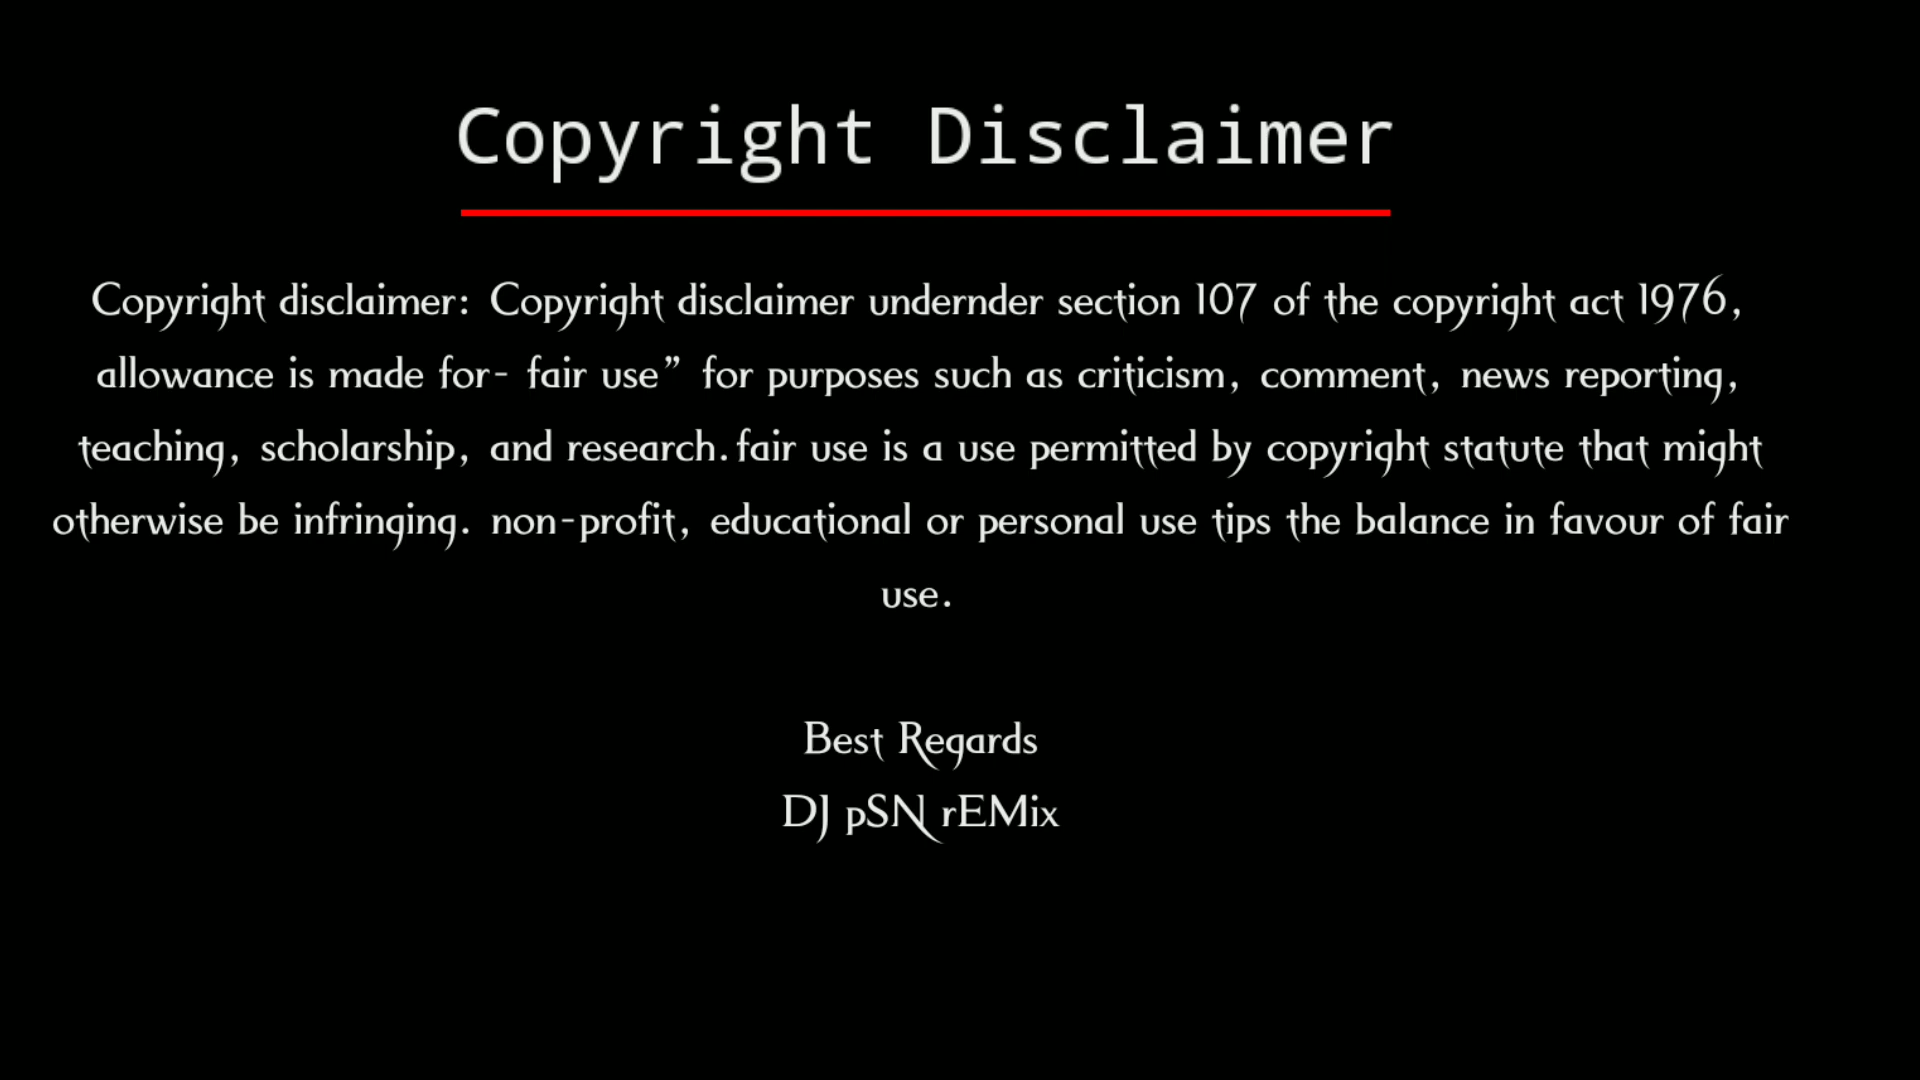 Copyright Disclaimer
Copyright disclaimer: Copyright disclaimer undernder section 107 of the copyright act 1976,
allowance is made for- fair use” for purposes such as criticism, comment, news reporting,
teaching, scholarship, and research.fair use is a use permitted by copyright statute that might
otherwise be infringing. non-profit, educational or personal use tips the balance in favour of fair
use.
Best Regards
DJ pSN rEMix